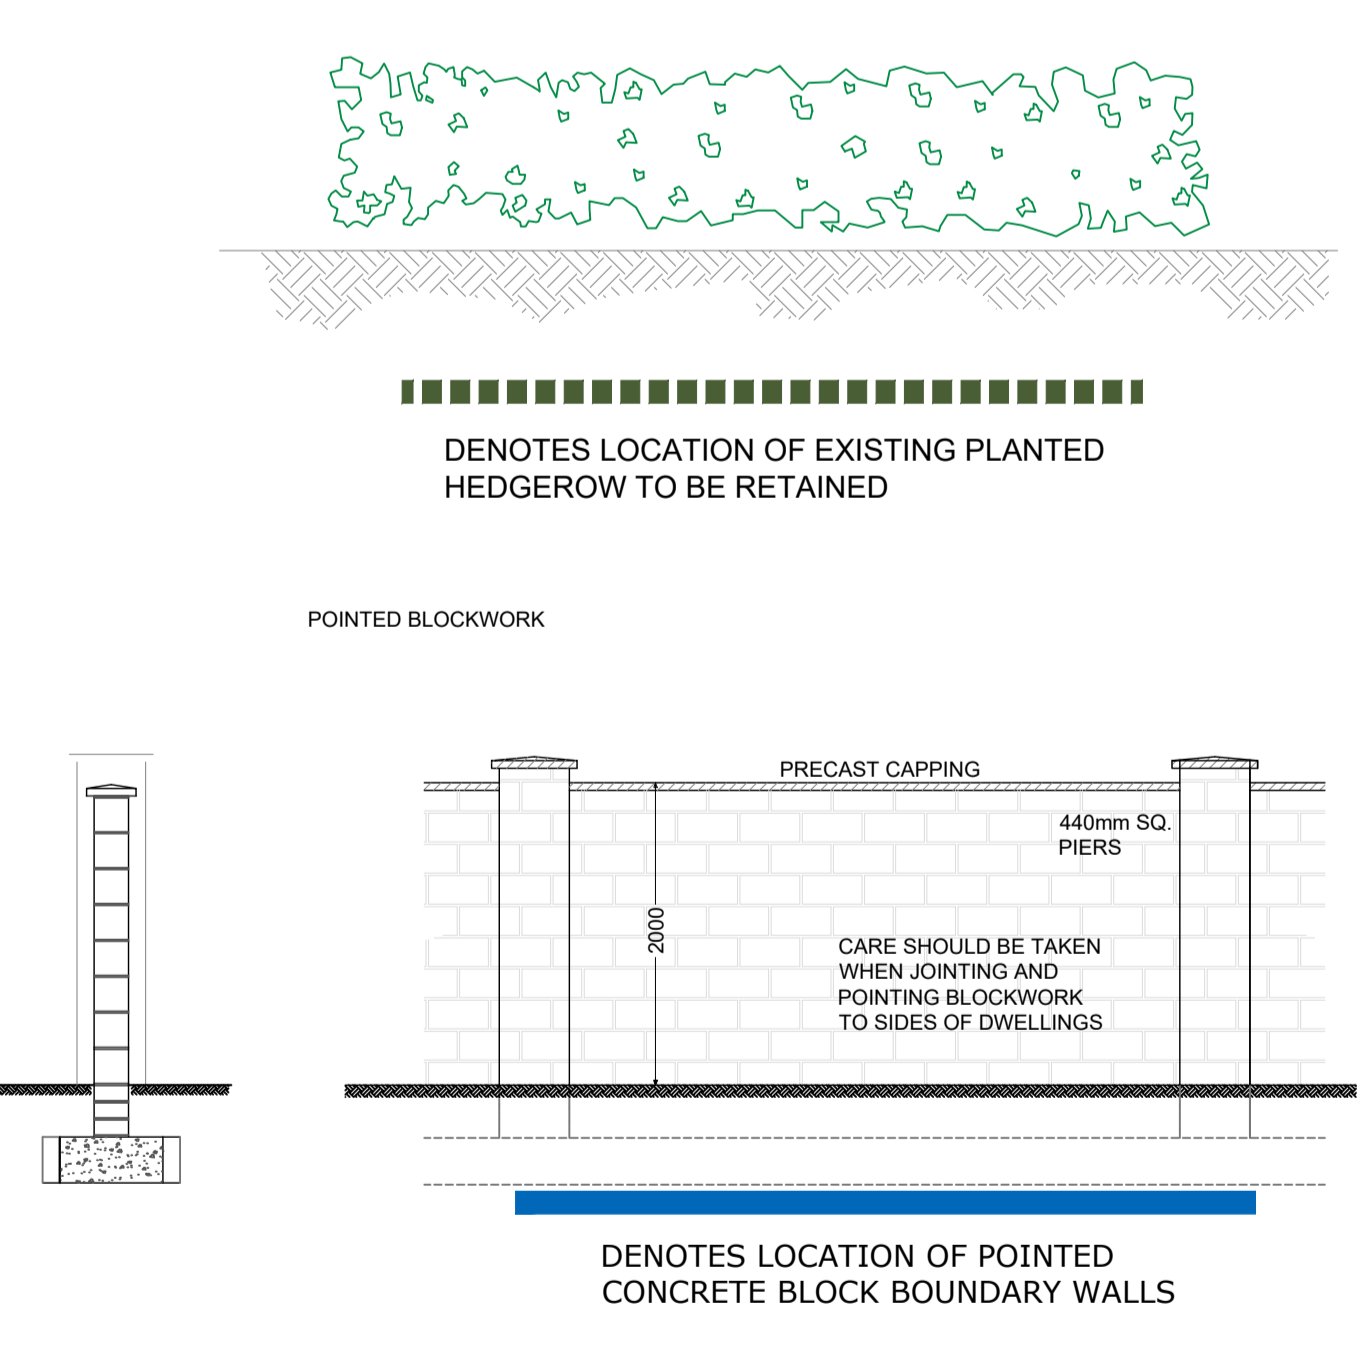 DENOTES LOCATION OF EXISTING PLANTED
HEDGEROW TO BE RETAINED
POINTED BLOCKWORK
PRECAST CAPPING
440mm SQ.
PIERS
2000
CARE SHOULD BE TAKEN
WHEN JOINTING AND
POINTING BLOCKWORK
TO SIDES OF DWELLINGS
DENOTES LOCATION OF POINTED
CONCRETE BLOCK BOUNDARY WALLS